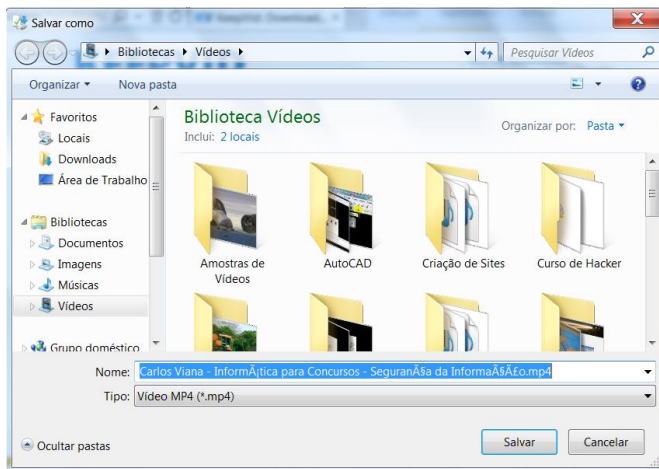 Salvar como
Bibliotecas ▸ Vídeos ▸
Pesquisar Vídeos
Organizar
Nova pasta
Favoritos
Locais
Downloads
Área de Trabalho
Bibliotecas
Documentos
Imagens
Músicas
Vídeos
Grupo doméstico
Biblioteca Vídeos
Inclui: 2 locais
Organizar por: Pasta
Amostras de
Vídeos
AutoCAD
Criação de Sites
Curso de Hacker
Nome: Carlos Viana - InformÃ¡tica para Concursos - SeguranÃ§a da InformaÃ§Ã£o.mp4
Tipo: Vídeo MP4 (*.mp4)
Ocultar pastas
Salvar
Cancelar